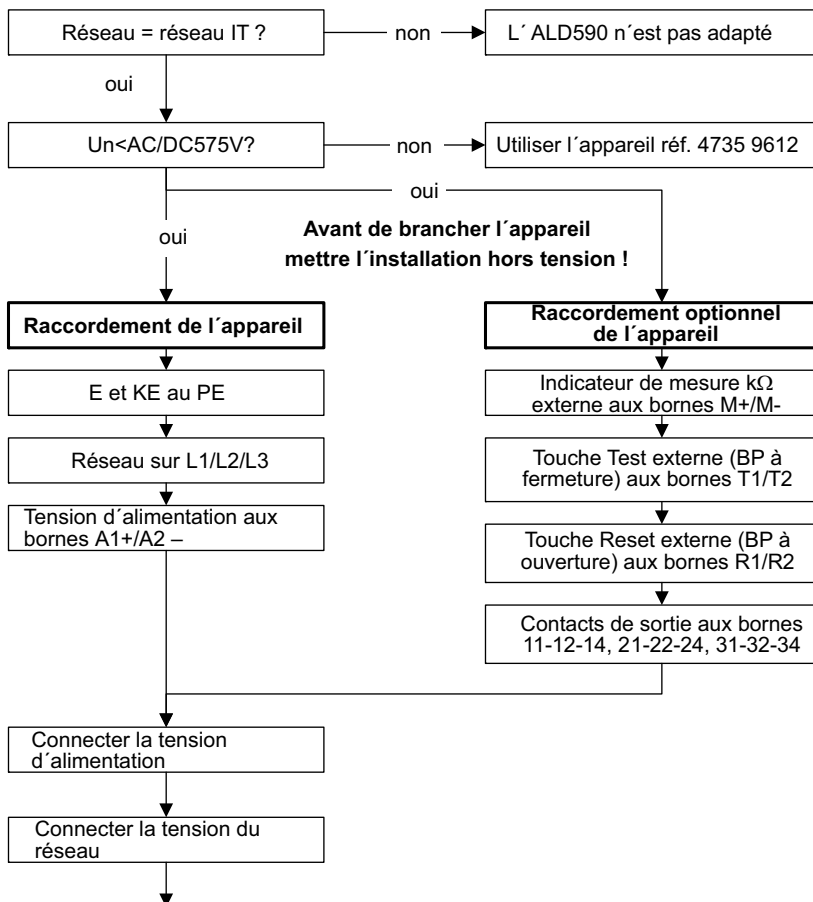 Réseau = réseau IT ?
non
L´ ALD590 n´est pas adapté
oui
Un<AC/DC575V?
non
Utiliser l´appareil réf. 4735 9612
oui
oui
Avant de brancher l´appareil
mettre l´installation hors tension !
Raccordement de l´appareil
E et KE au PE
Réseau sur L1/L2/L3
Tension d´alimentation aux
bornes A1+/A2 –
Raccordement optionnel
de l´appareil
Indicateur de mesure kΩ
externe aux bornes M+/M-
Touche Test externe (BP à
fermeture) aux bornes T1/T2
Touche Reset externe (BP à
ouverture) aux bornes R1/R2
Contacts de sortie aux bornes
11-12-14, 21-22-24, 31-32-34
Connecter la tension
d´alimentation
Connecter la tension du
réseau